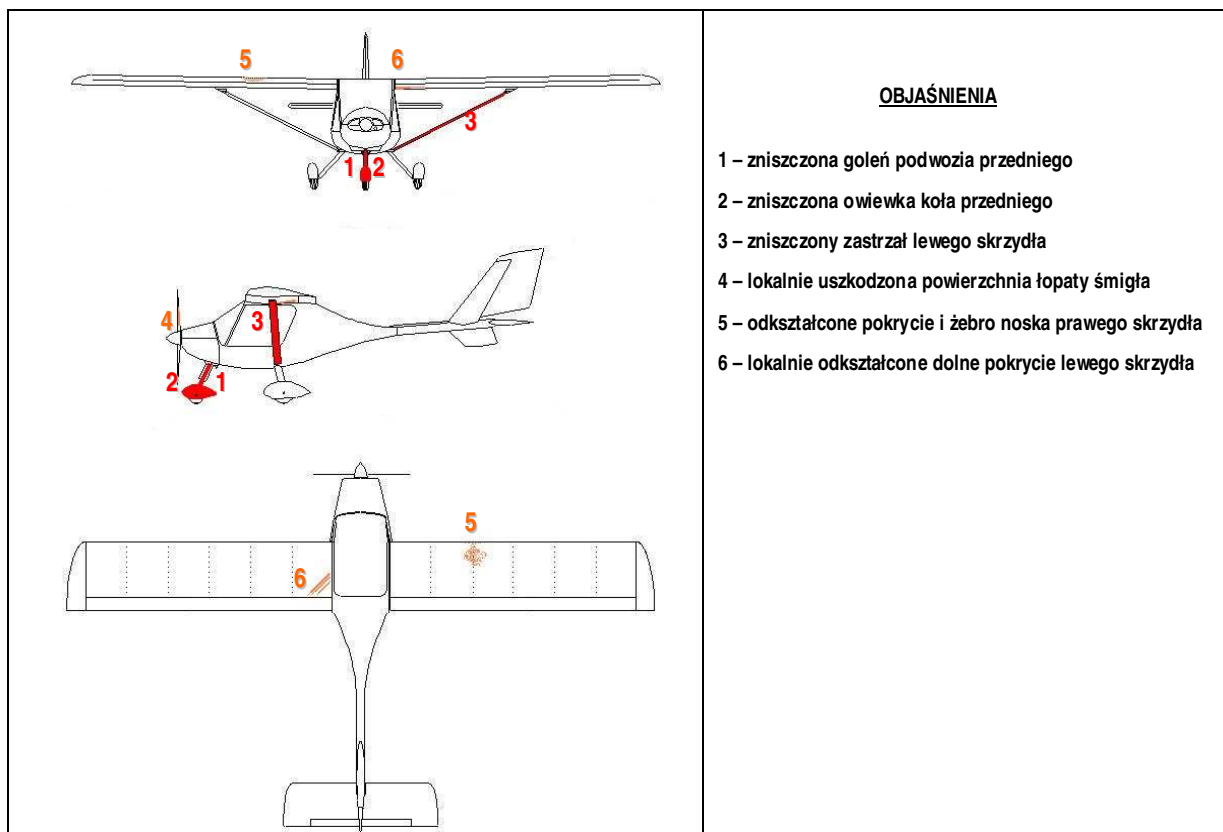 5
6
3
1
2
4
3
2
1
5
6
OBJAŚNIENIA
1 – zniszczona goleń podwozia przedniego
2 – zniszczona owiewka koła przedniego
3 – zniszczony zastrzał lewego skrzydła
4 – lokalnie uszkodzona powierzchnia łopaty śmigła
5 – odkształcone pokrycie i żebro noska prawego skrzydła
6 – lokalnie odkształcone dolne pokrycie lewego skrzydła